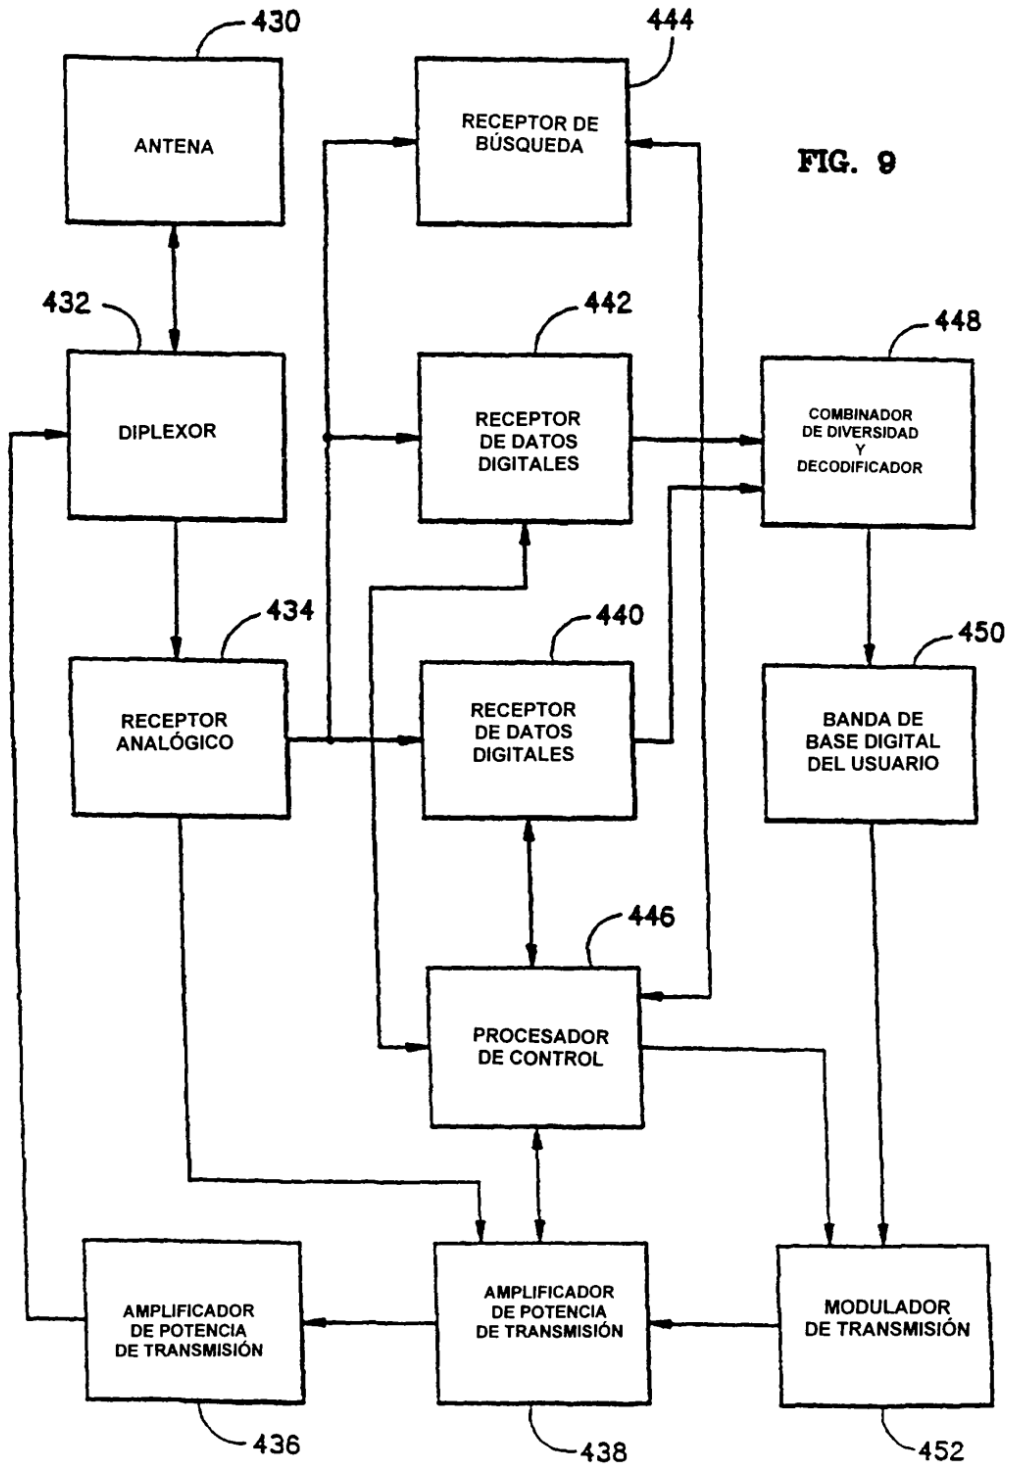 430
444
ANTENA
RECEPTOR DE
BÚSQUEDA
FIG. 9
432
442
448
DIPLEXOR
RECEPTOR
DE DATOS
DIGITALES
COMBINADOR
DE DIVERSIDAD
Y
DECODIFICADOR
434
440
450
RECEPTOR
ANALÓGICO
RECEPTOR
DE DATOS
DIGITALES
BANDA DE
BASE DIGITAL
DEL USUARIO
446
PROCESADOR
DE CONTROL
AMPLIFICADOR
DE POTENCIA
DE TRANSMISIÓN
AMPLIFICADOR
DE POTENCIA
DE TRANSMISIÓN
MODULADOR
DE TRANSMISIÓN
436
438
452